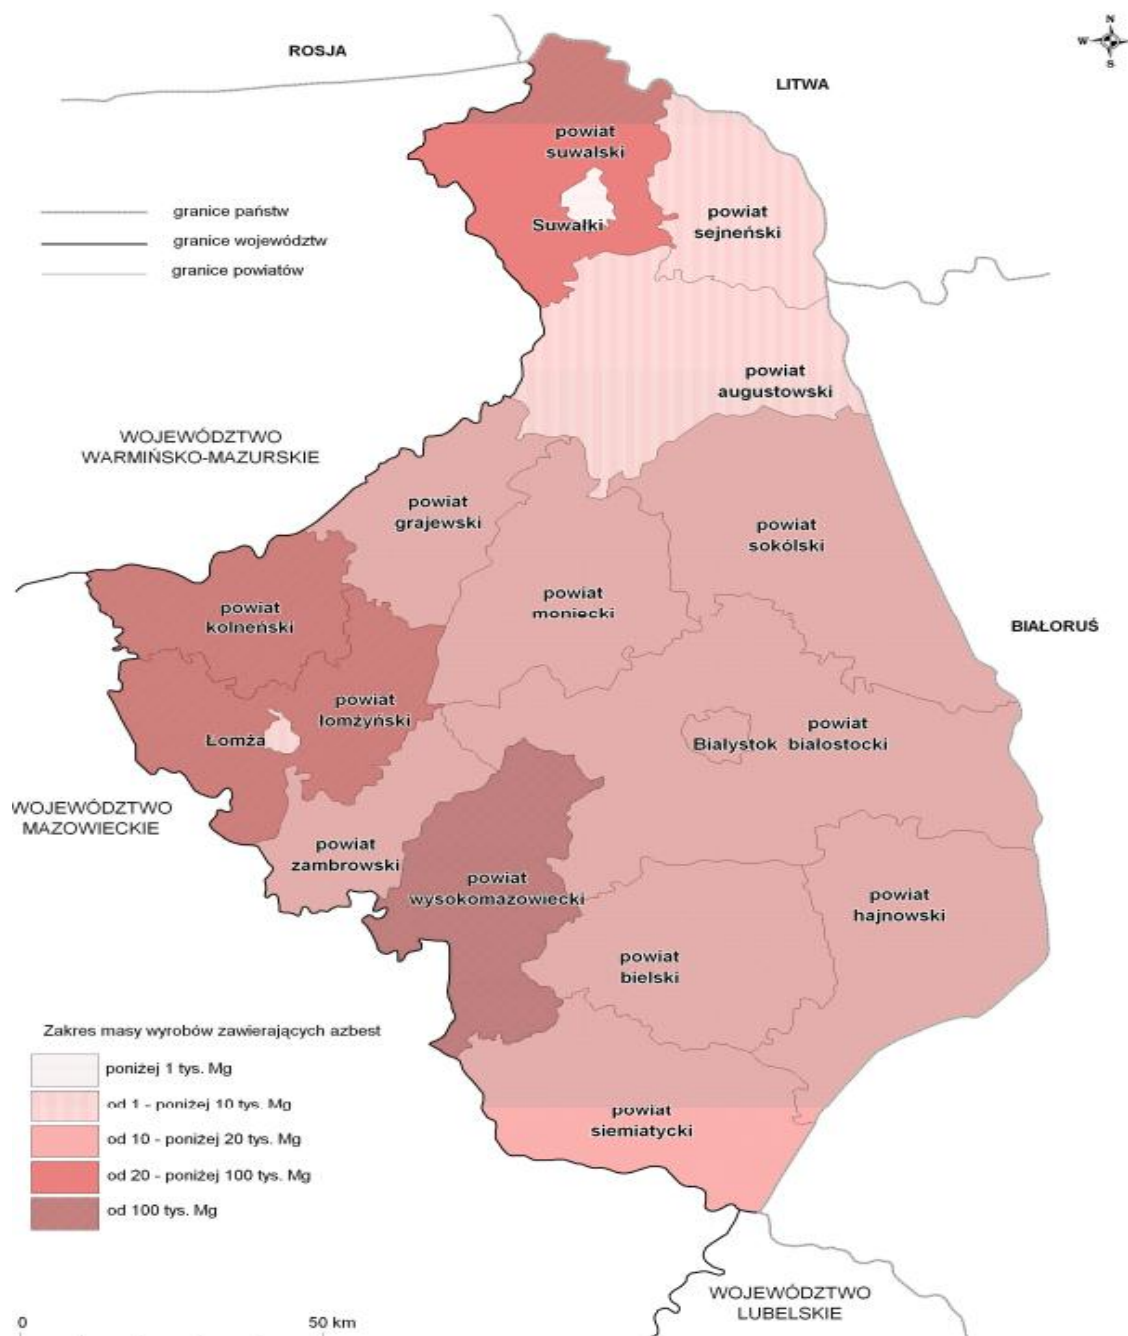 N
W
S
ROSJA
LITWA
powiat
suwalski
Suwałki
powiat
sejneński
granice państw
granice województw
granice powiatów
powiat
augustowski
WOJEWÓDZTWO
WARMIŃSKO-MAZURSKIE
powiat
grajewski
powiat
sokólski
powiat
moniecki
powiat
kolneński
BIAŁORUŚ
powiat
łomżyński
Łomża
powiat
białostocki
Białystok
WOJEWÓDZTWO
MAZOWIECKIE
powiat
zambrowski
powiat
wysokomazowiecki
powiat
hajnowski
powiat
bielski
Zakres masy wyrobów zawierających azbest
poniżej 1 tys. Mg
od 1 - poniżej 10 tys. Mg
od 10 - poniżej 20 tys. Mg
od 20 - poniżej 100 tys. Mg
od 100 tys. Mg
powiat
siemiatycki
WOJEWÓDZTWO
LUBELSKIE
0 50 km